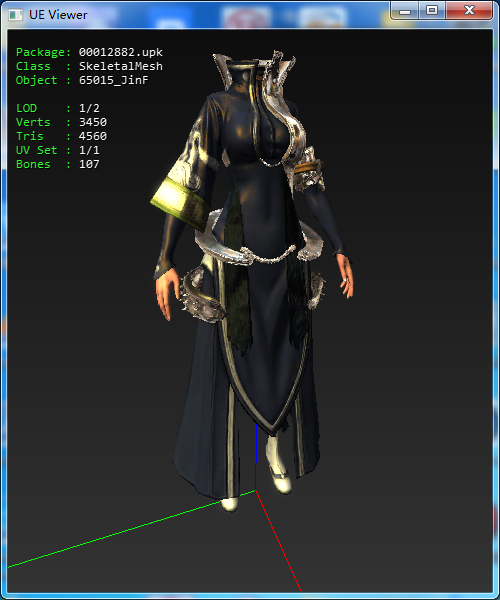 UE Viewer
Package: 00012882.upk
Class : SkeletalMesh
Object : 65015_JinF
LOD : 1/2
Verts : 3450
Tris : 4560
UV Set : 1/1
Bones : 107